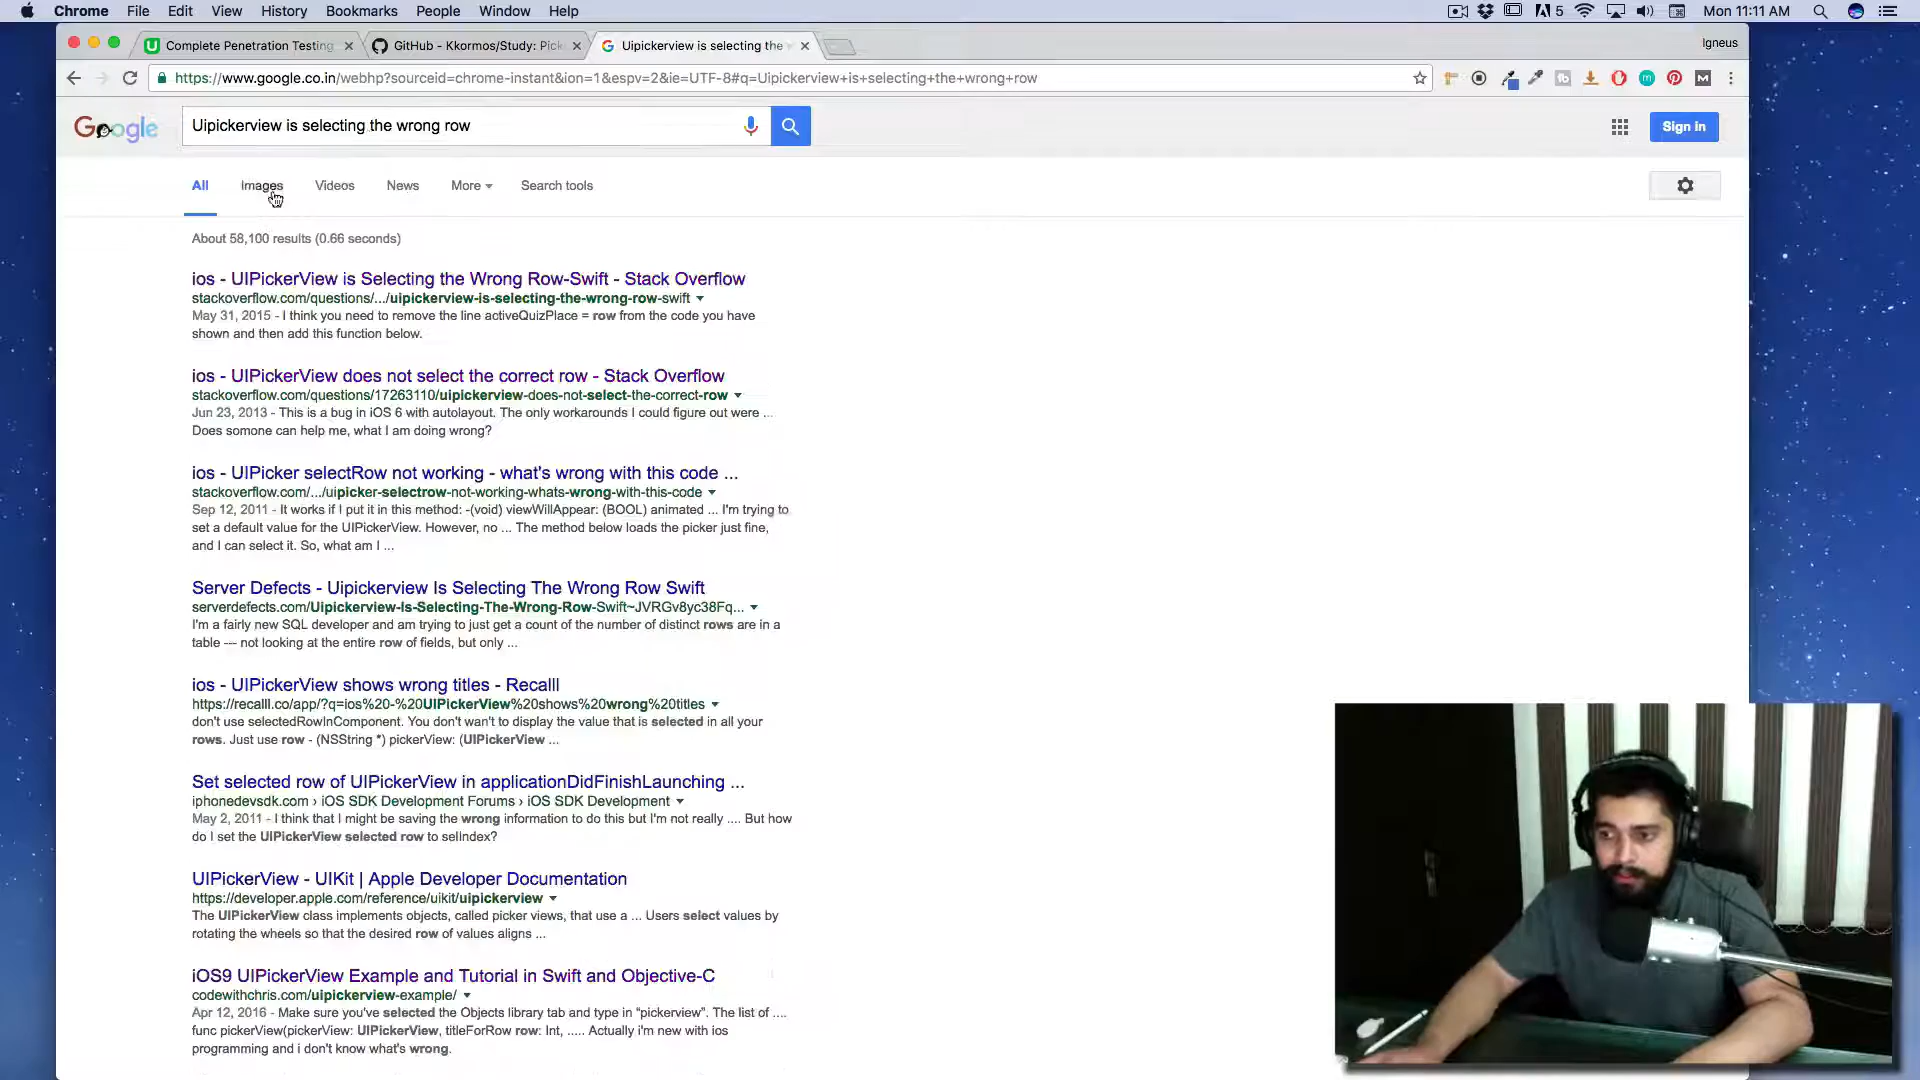 Chrome File Edit View History Bookmarks People Window Help 5 Mon 11:11 AM
Complete Penetration Testing GitHub - Kkormos/Study: Pick Uipickerview is selecting the Igneus
https://www.google.co.in/webhp?sourceid=chrome-instant&ion=1&espv=2&ie=UTF-8#q=Uipickerview+is+selecting+the+wrong+row
Google Uipickerview is selecting the wrong row Sign in
All Images Videos News More Search tools
About 58,100 results (0.66 seconds)
ios - UIPickerView is Selecting the Wrong Row-Swift - Stack Overflow
stackoverflow.com/questions/.../uipickerview-is-selecting-the-wrong-row-swift
May 31, 2015 - I think you need to remove the line activeQuizPlace = row from the code you have
shown and then add this function below.
ios - UIPickerView does not select the correct row - Stack Overflow
stackoverflow.com/questions/17263110/uipickerview-does-not-select-the-correct-row
Jun 23, 2013 - This is a bug in iOS 6 with autolayout. The only workarounds I could figure out were ...
Does somone can help me, what I am doing wrong?
ios - UIPicker selectRow not working - what's wrong with this code ...
stackoverflow.com/.../uipicker-selectrow-not-working-whats-wrong-with-this-code
Sep 12, 2011 - It works if I put it in this method: -(void) viewWillAppear: (BOOL) animated ... I'm trying to
set a default value for the UIPickerView. However, no ... The method below loads the picker just fine,
and I can select it. So, what am I ...
Server Defects - Uipickerview Is Selecting The Wrong Row Swift
serverdefects.com/Uipickerview-Is-Selecting-The-Wrong-Row-Swift~JVRGv8yc38Fq...
I'm a fairly new SQL developer and am trying to just get a count of the number of distinct rows are in a
table --- not looking at the entire row of fields, but only ...
ios - UIPickerView shows wrong titles - Recalll
https://recalll.co/app/?q=ios%20-%20UIPickerView%20shows%20wrong%20titles
don't use selectedRowInComponent. You don't wan't to display the value that is selected in all your
rows. Just use row - (NSString *) pickerView: (UIPickerView ...
Set selected row of UIPickerView in applicationDidFinishLaunching ...
iphonedevsdk.com › iOS SDK Development Forums › iOS SDK Development
May 2, 2011 - I think that I might be saving the wrong information to do this but I'm not really .... But how
do I set the UIPickerView selected row to selIndex?
UIPickerView - UIKit | Apple Developer Documentation
https://developer.apple.com/reference/uikit/uipickerview
The UIPickerView class implements objects, called picker views, that use a ... Users select values by
rotating the wheels so that the desired row of values aligns ...
iOS9 UIPickerView Example and Tutorial in Swift and Objective-C
codewithchris.com/uipickerview-example/
Apr 12, 2016 - Make sure you've selected the Objects library tab and type in “pickerview”. The list of ....
func pickerView(pickerView: UIPickerView, titleForRow row: Int, ..... Actually i'm new with ios
programming and i don't know what's wrong.